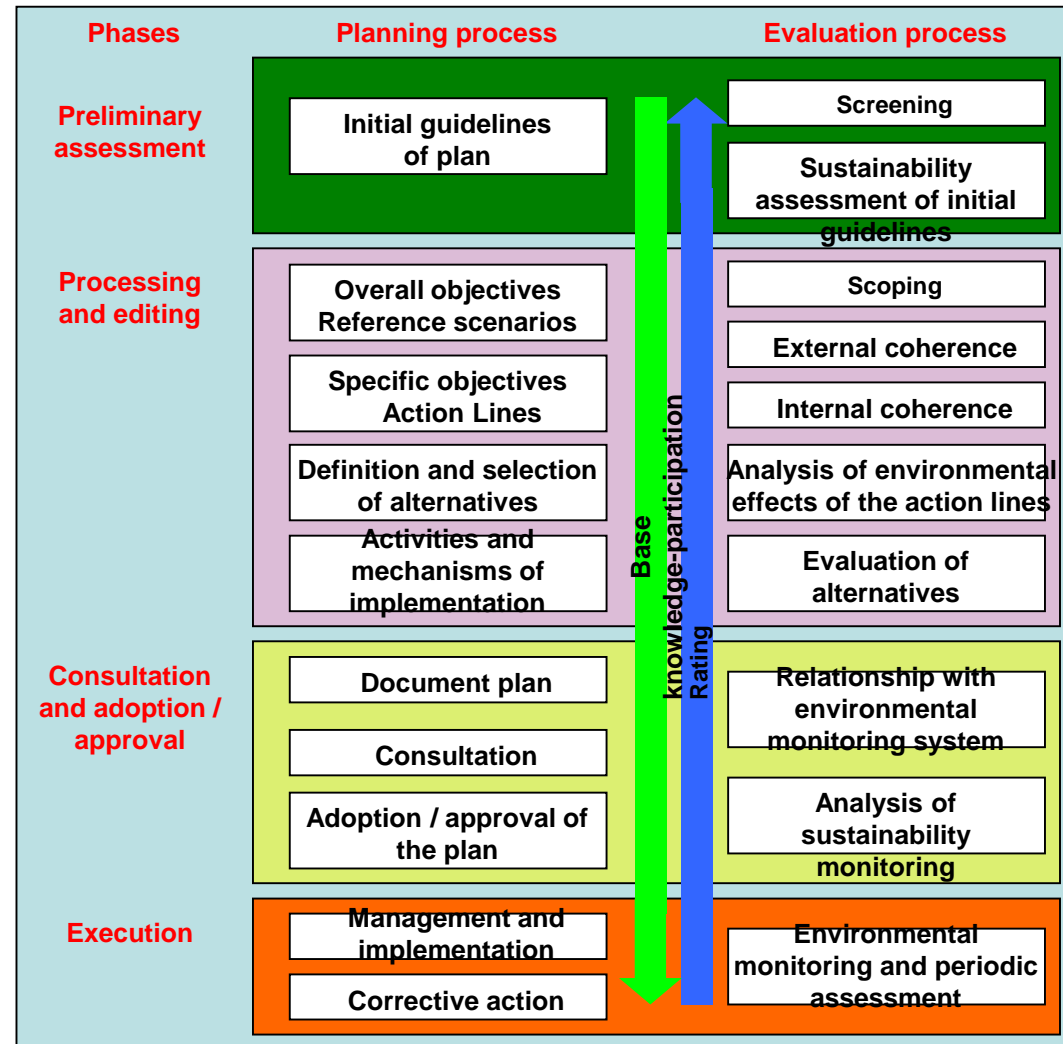 Phases
Planning process
Evaluation process
Preliminary
assessment
Initial guidelines
of plan
Screening
Sustainability
assessment of initial
guidelines
Processing
and editing
Overall objectives
Reference scenarios
Specific objectives
Action Lines
Definition and selection
of alternatives
Activities and
mechanisms of
implementation
Scoping
External coherence
Internal coherence
Analysis of environmental
effects of the action lines
Evaluation of
alternatives
Base
knowledge-participation
Rating
Consultation
and adoption /
approval
Document plan
Consultation
Adoption / approval of
the plan
Relationship with
environmental
monitoring system
Analysis of
sustainability
monitoring
Execution
Management and
implementation
Corrective action
Environmental
monitoring and periodic
assessment